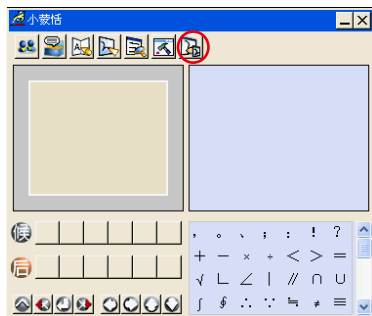 小蒙恬
候
后
, 。 、 ; : ! ?
+ － × ÷ < > =
√ ∟ ∠ | // ∩ ∪
∫ ∮ ∴ ∵ ≒ ≠ ≡